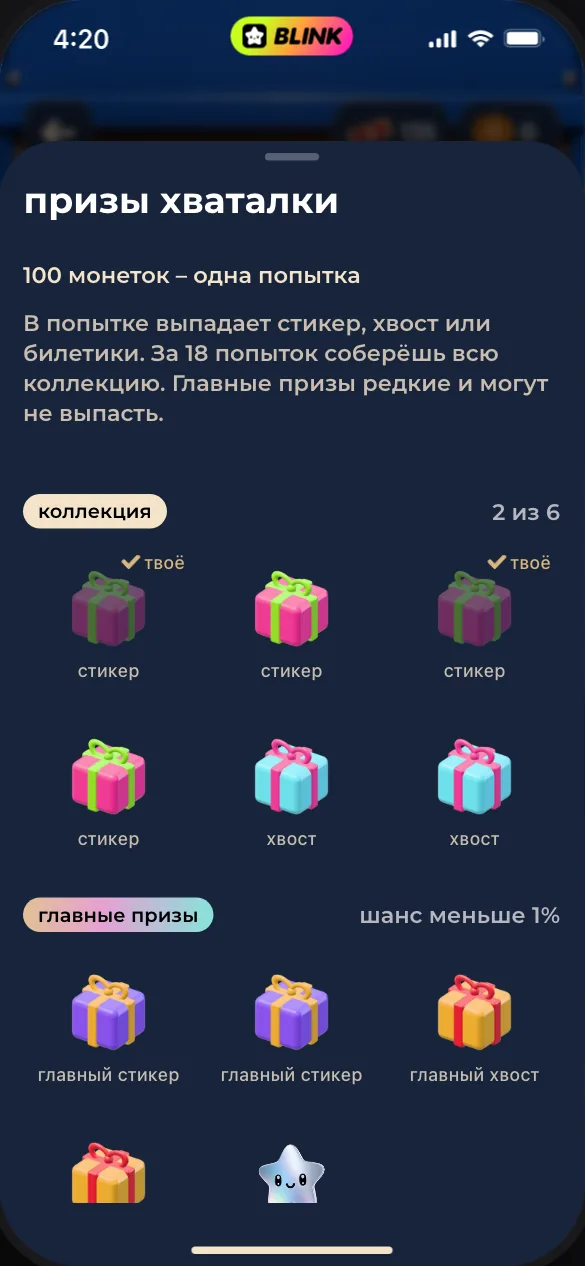 4:20
BLINK
призы хваталки
100 монеток – одна попытка
В попытке выпадает стикер, хвост или
билетики. За 18 попыток соберёшь всю
коллекцию. Главные призы редкие и могут
не выпасть.
коллекция
2 из 6
твоё
твоё
стикер
стикер
стикер
стикер
хвост
хвост
главные призы
шанс меньше 1%
главный стикер
главный стикер
главный хвост